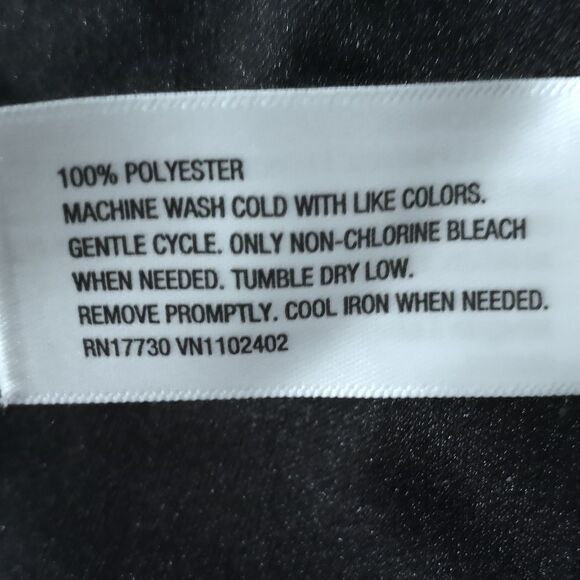 100% POLYESTER
MACHINE WASH COLD WITH LIKE COLORS.
GENTLE CYCLE. ONLY NON-CHLORINE BLEACH
WHEN NEEDED. TUMBLE DRY LOW.
REMOVE PROMPTLY. COOL IRON WHEN NEEDED.
RN17730 VN1102402